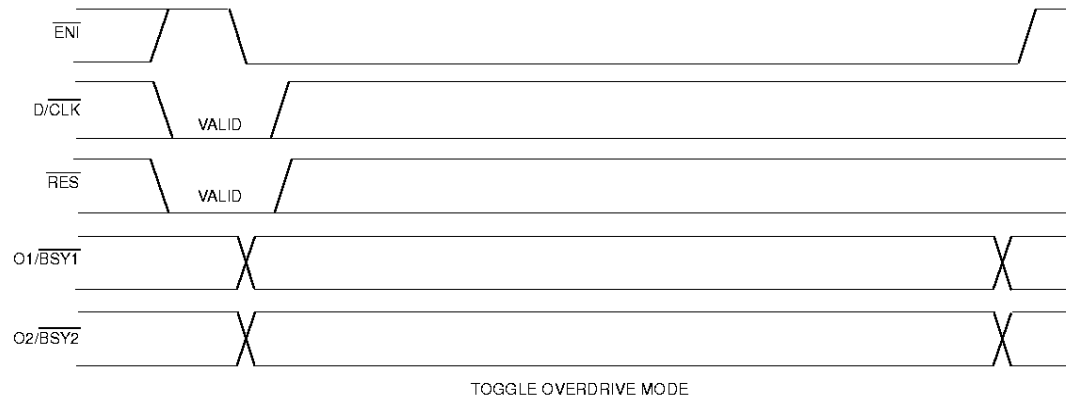 ENI
D/CLK
VALID
RES
VALID
O1/BSY1
O2/BSY2
TOGGLE OVERDRIVE MODE